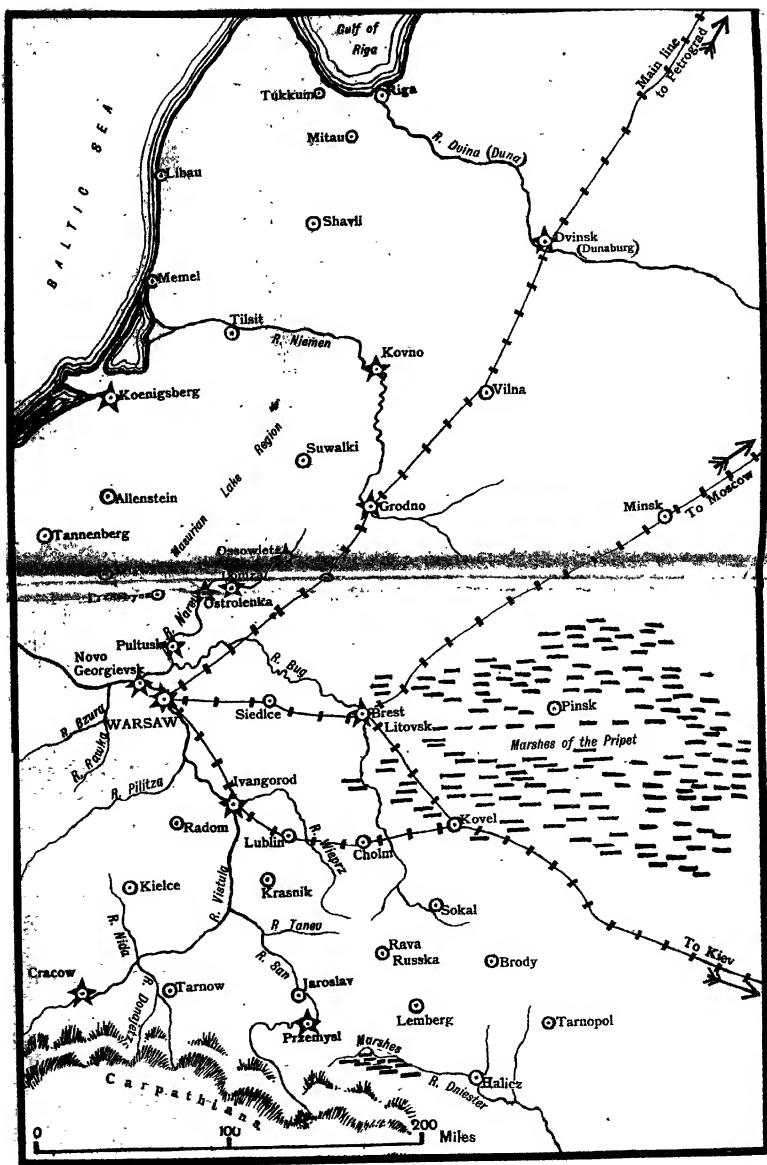 Gulf of
Riga
Main line
to Petrograd
BALTIC SEA
Tukkum
Riga
Mitau
R. Dvina (Duna)
Libau
Shavli
Dvinsk
(Dunaburg)
Memel
Tilsit
R. Niemen
Kovno
Koenigsberg
Vilna
Masurian Lake Region
Suwalki
Allenstein
Grodno
Minsk
To Moscow
Tannenberg
Ossowietz
Lomza
Ostrolenka
R. Narew
Pultusk
Novo
Georgievsk
R. Bug
WARSAW
Siedlce
Brest
Litovsk
Pinsk
Marshes of the Pripet
R. Bzura
R. Rawka
R. Pilitza
Ivangorod
Radom
Lublin
R. Wieprz
Cholm
Kovel
Kielce
R. Vistula
Krasnik
Sokal
R. Nida
R. Tanev
R. San
Rava
Russka
Brody
To Kiev
Cracow
R. Donajetz
Tarnow
Jaroslav
Lemberg
Tarnopol
Przemysl
Marshes
R. Dniester
Halicz
Carpathians
0 100 200 Miles